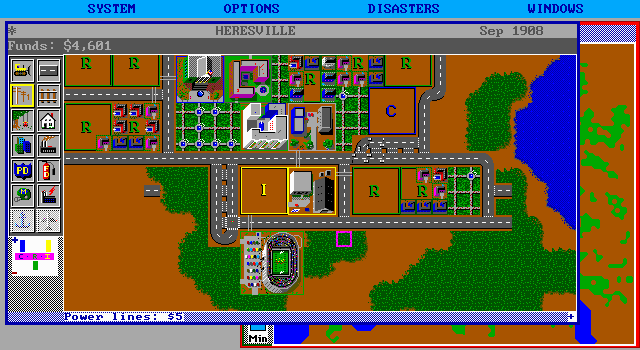 SYSTEM OPTIONS DISASTERS WINDOWS
HERESVILLE Sep 1908
Funds: $4,601
R R R
R R C
PD FD
I R R
Power lines: $5
Min